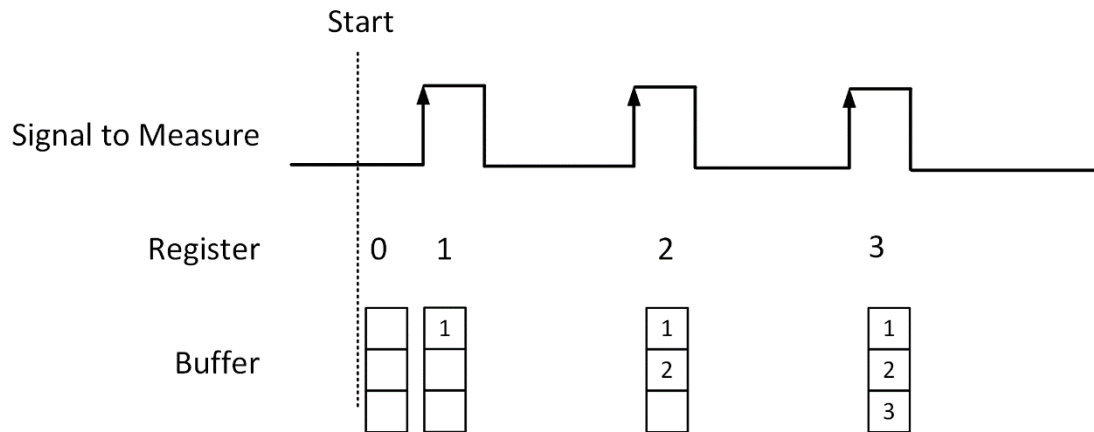 Start
Signal to Measure
Register 0 1 2 3
1 1 1
Buffer 2 2
3